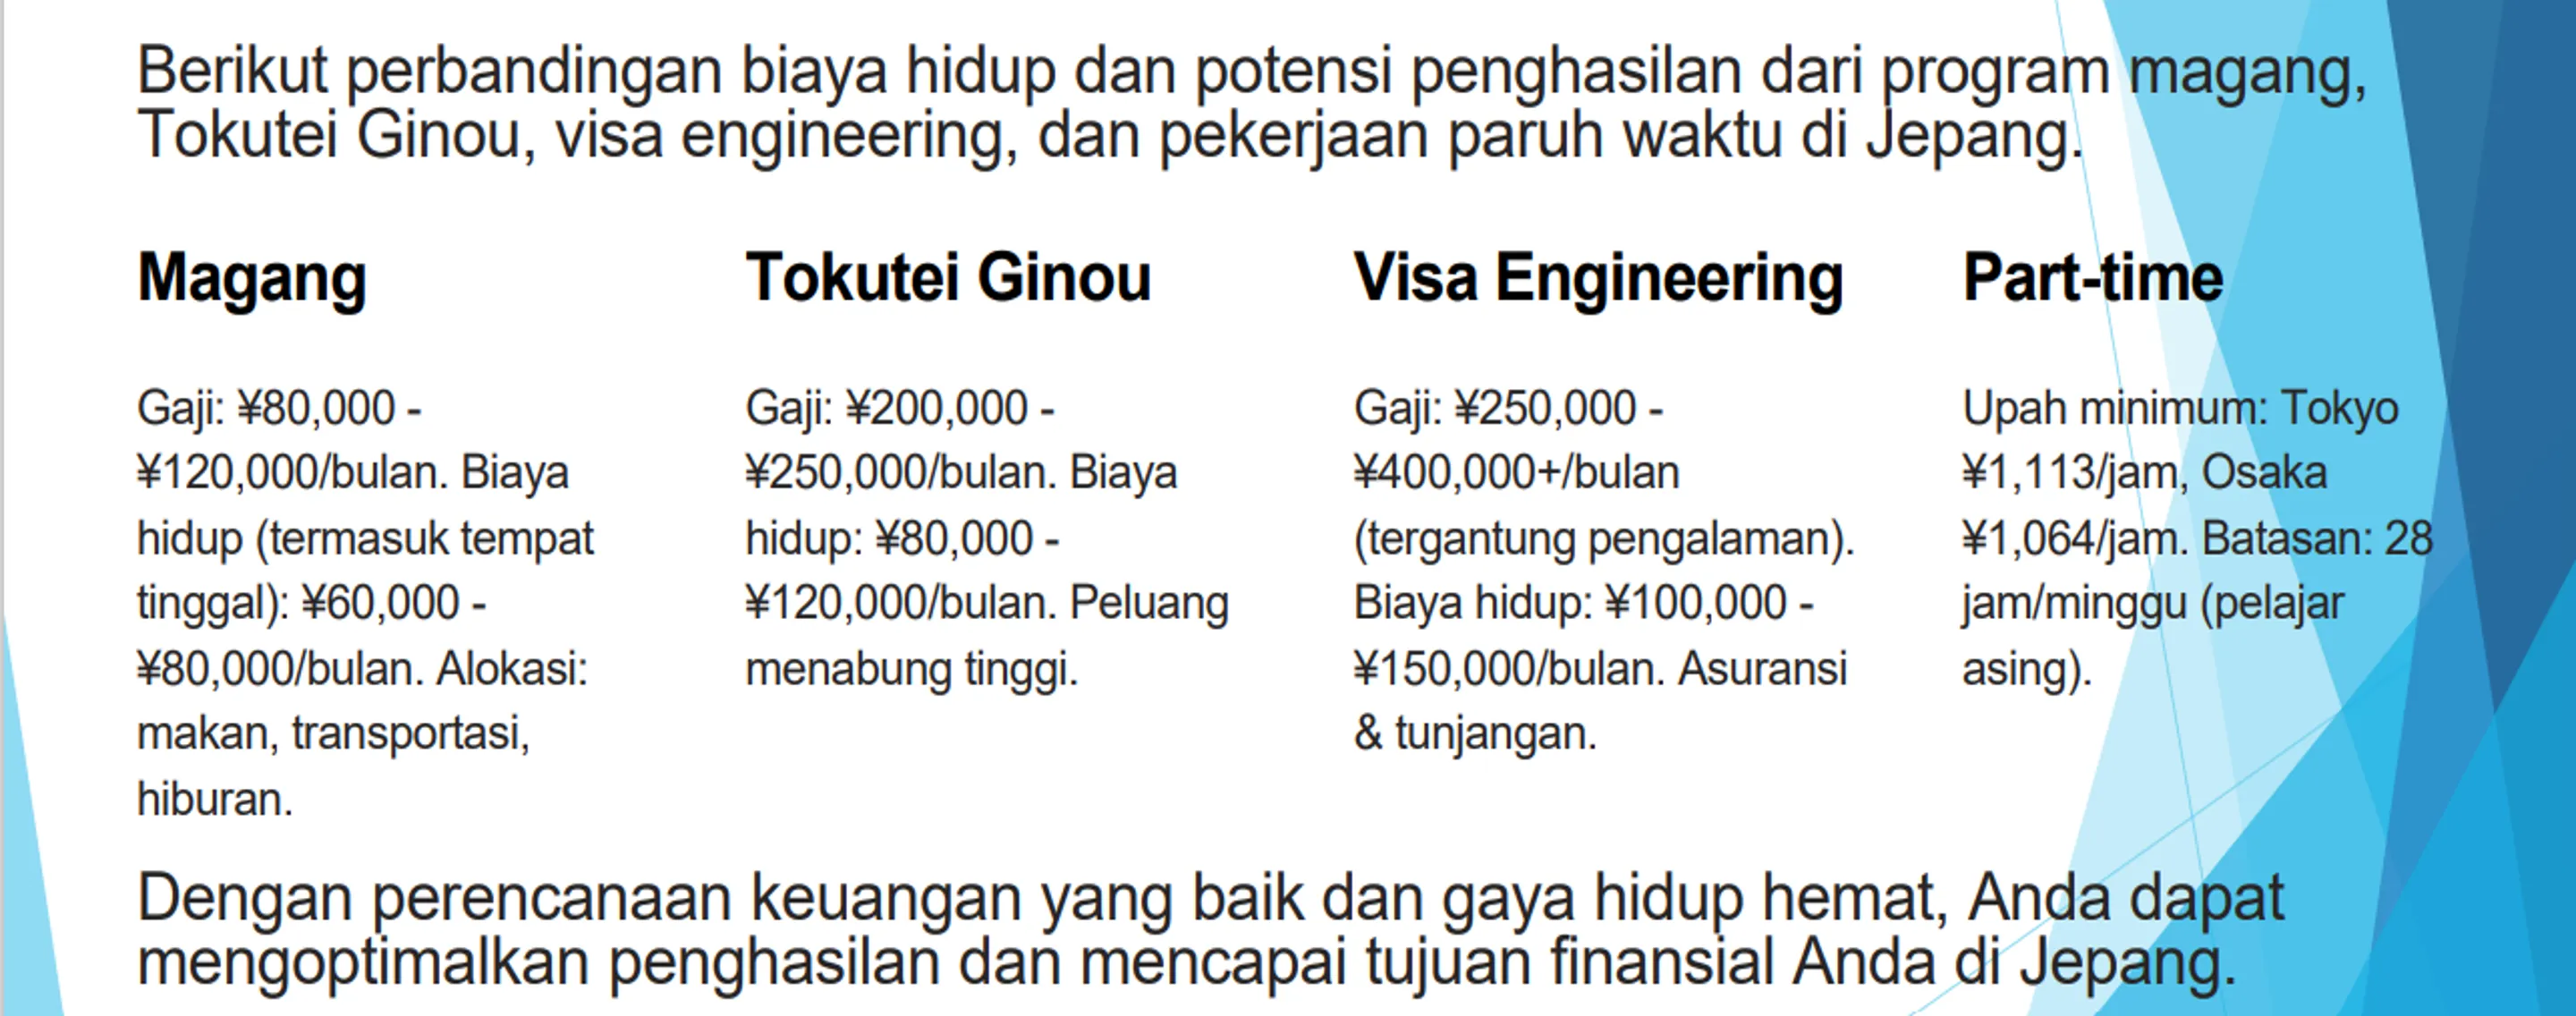 Berikut perbandingan biaya hidup dan potensi penghasilan dari program magang,
Tokutei Ginou, visa engineering, dan pekerjaan paruh waktu di Jepang.
Magang
Gaji: ¥80,000 -
¥120,000/bulan. Biaya
hidup (termasuk tempat
tinggal): ¥60,000 -
¥80,000/bulan. Alokasi:
makan, transportasi,
hiburan.
Tokutei Ginou
Gaji: ¥200,000 -
¥250,000/bulan. Biaya
hidup: ¥80,000 -
¥120,000/bulan. Peluang
menabung tinggi.
Visa Engineering
Gaji: ¥250,000 -
¥400,000+/bulan
(tergantung pengalaman).
Biaya hidup: ¥100,000 -
¥150,000/bulan. Asuransi
& tunjangan.
Part-time
Upah minimum: Tokyo
¥1,113/jam, Osaka
¥1,064/jam. Batasan: 28
jam/minggu (pelajar
asing).
Dengan perencanaan keuangan yang baik dan gaya hidup hemat, Anda dapat
mengoptimalkan penghasilan dan mencapai tujuan finansial Anda di Jepang.